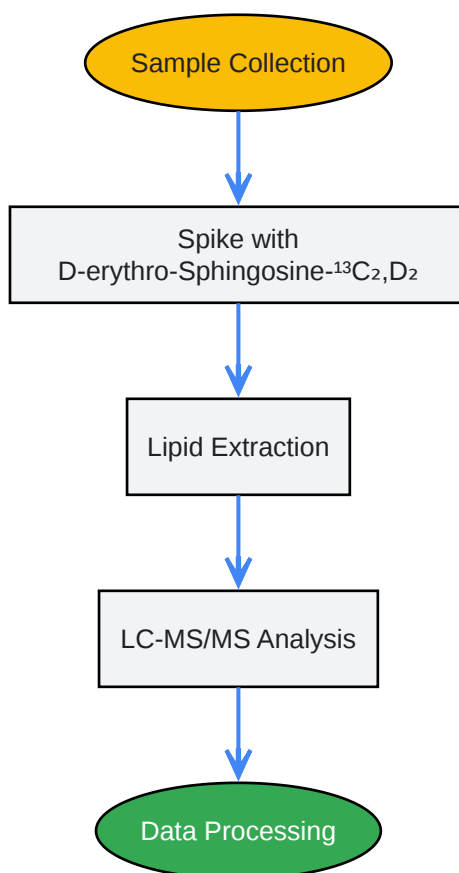 Sample Collection
Spike with
D-erythro-Sphingosine-¹³C₂,D₂
Lipid Extraction
LC-MS/MS Analysis
Data Processing